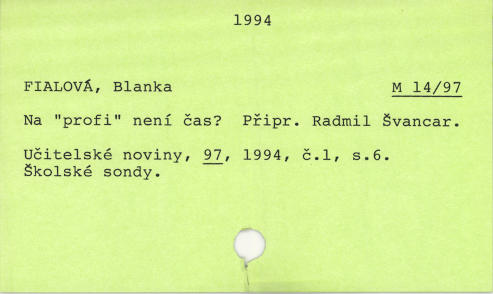 1994
FIALOVÁ, Blanka M 14/97
Na "profi" není čas? Připr. Radmil Švancar.
Učitelské noviny, 97, 1994, č.1, s.6.
Školské sondy.